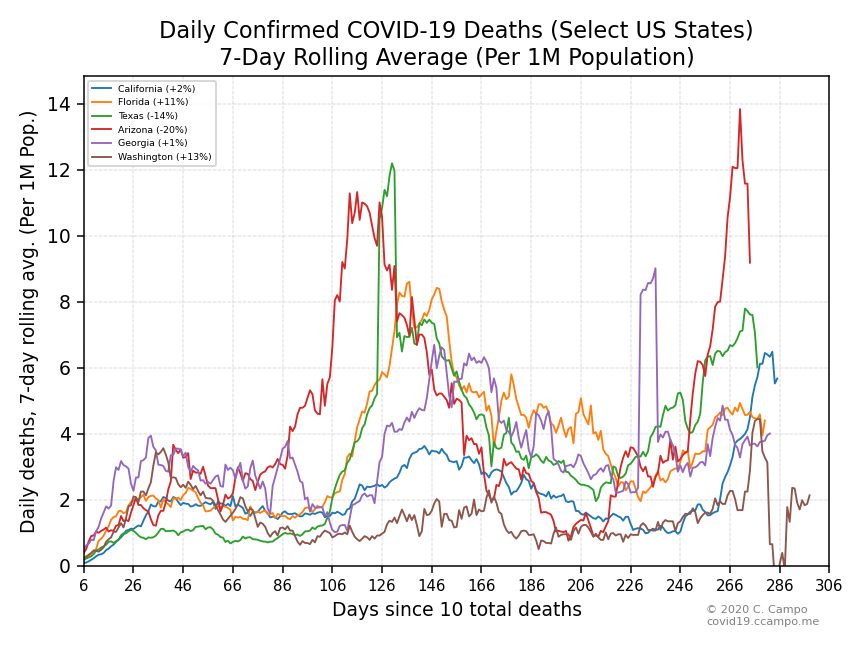 Daily Confirmed COVID-19 Deaths (Select US States)
7-Day Rolling Average (Per 1M Population)
Daily deaths, 7-day rolling avg. (Per 1M Pop.)
14
12
10
8
6
4
2
0
California (+2%)
Florida (+11%)
Texas (-14%)
Arizona (-20%)
Georgia (+1%)
Washington (+13%)
6 26 46 66 86 106 126 146 166 186 206 226 246 266 286 306
Days since 10 total deaths
© 2020 C. Campo
covid19.ccampo.me